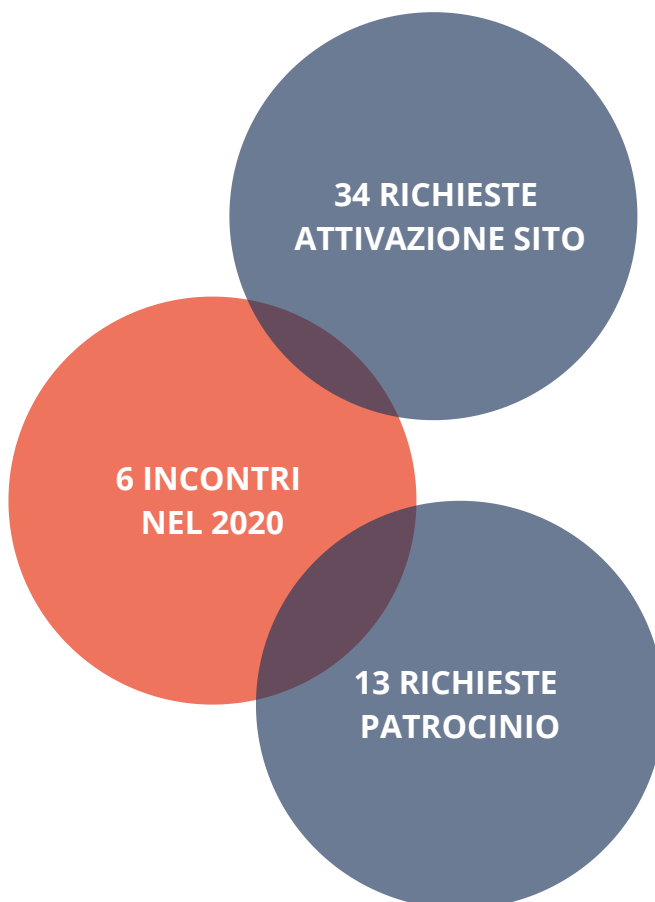 34 RICHIESTE
ATTIVAZIONE SITO
6 INCONTRI
NEL 2020
13 RICHIESTE
PATROCINIO